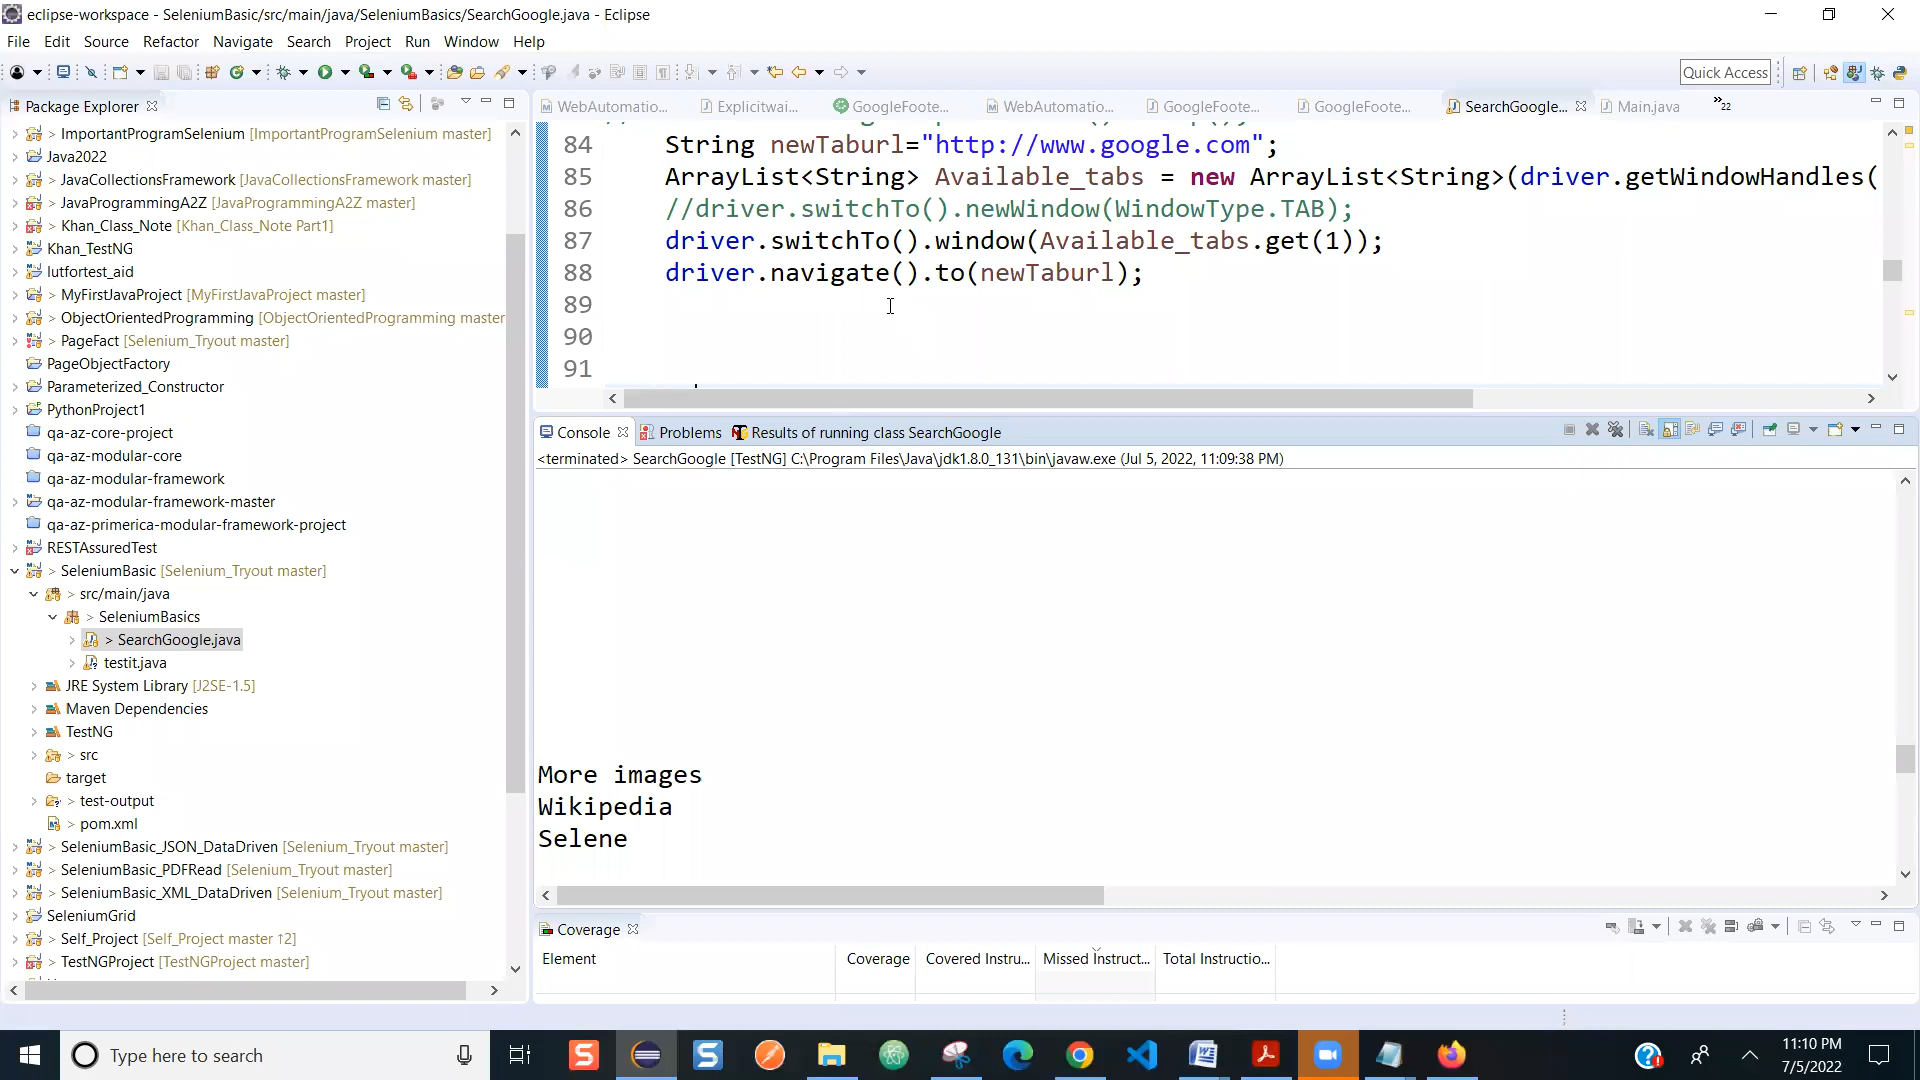 eclipse-workspace - SeleniumBasic/src/main/java/SeleniumBasics/SearchGoogle.java - Eclipse
File Edit Source Refactor Navigate Search Project Run Window Help
Quick Access
Package Explorer
> ImportantProgramSelenium [ImportantProgramSelenium master]
Java2022
> JavaCollectionsFramework [JavaCollectionsFramework master]
> JavaProgrammingA2Z [JavaProgrammingA2Z master]
> Khan_Class_Note [Khan_Class_Note Part1]
Khan_TestNG
lutfortest_aid
> MyFirstJavaProject [MyFirstJavaProject master]
> ObjectOrientedProgramming [ObjectOrientedProgramming master
> PageFact [Selenium_Tryout master]
PageObjectFactory
Parameterized_Constructor
PythonProject1
qa-az-core-project
qa-az-modular-core
qa-az-modular-framework
qa-az-modular-framework-master
qa-az-primerica-modular-framework-project
RESTAssuredTest
> SeleniumBasic [Selenium_Tryout master]
> src/main/java
> SeleniumBasics
> SearchGoogle.java
testit.java
JRE System Library [J2SE-1.5]
Maven Dependencies
TestNG
> src
target
> test-output
> pom.xml
> SeleniumBasic_JSON_DataDriven [Selenium_Tryout master]
> SeleniumBasic_PDFRead [Selenium_Tryout master]
> SeleniumBasic_XML_DataDriven [Selenium_Tryout master]
SeleniumGrid
> Self_Project [Self_Project master ↑2]
> TestNGProject [TestNGProject master]
WebAutomatio... Explicitwai... GoogleFoote... WebAutomatio... GoogleFoote... GoogleFoote... SearchGoogle... Main.java »22
84 String newTaburl="http://www.google.com";
85 ArrayList<String> Available_tabs = new ArrayList<String>(driver.getWindowHandles(
86 //driver.switchTo().newWindow(WindowType.TAB);
87 driver.switchTo().window(Available_tabs.get(1));
88 driver.navigate().to(newTaburl);
89
90
91
Console Problems Results of running class SearchGoogle
<terminated> SearchGoogle [TestNG] C:\Program Files\Java\jdk1.8.0_131\bin\javaw.exe (Jul 5, 2022, 11:09:38 PM)
More images
Wikipedia
Selene
Coverage
Element Coverage Covered Instru... Missed Instruct... Total Instructio...
Type here to search
11:10 PM
7/5/2022